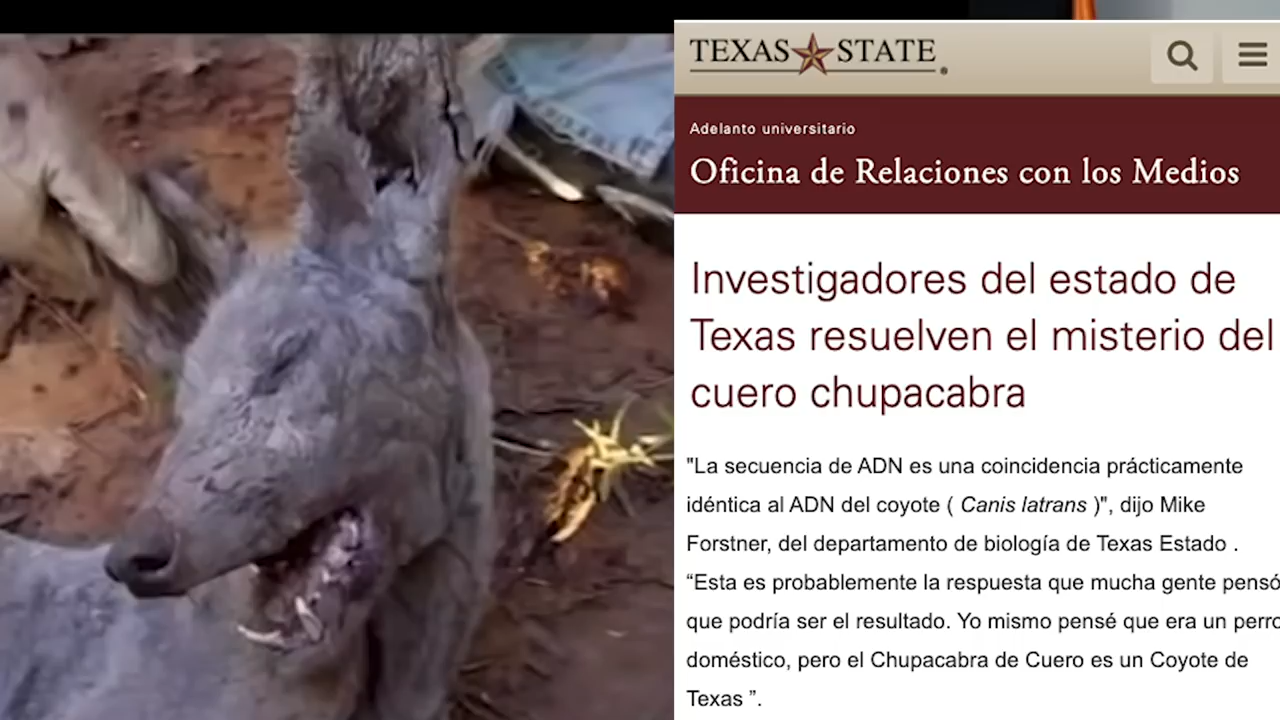 TEXAS STATE
Adelanto universitario
Oficina de Relaciones con los Medios
Investigadores del estado de
Texas resuelven el misterio del
cuero chupacabra
"La secuencia de ADN es una coincidencia prácticamente
idéntica al ADN del coyote ( Canis latrans )", dijo Mike
Forstner, del departamento de biología de Texas Estado .
“Esta es probablemente la respuesta que mucha gente pensó
que podría ser el resultado. Yo mismo pensé que era un perro
doméstico, pero el Chupacabra de Cuero es un Coyote de
Texas ”.